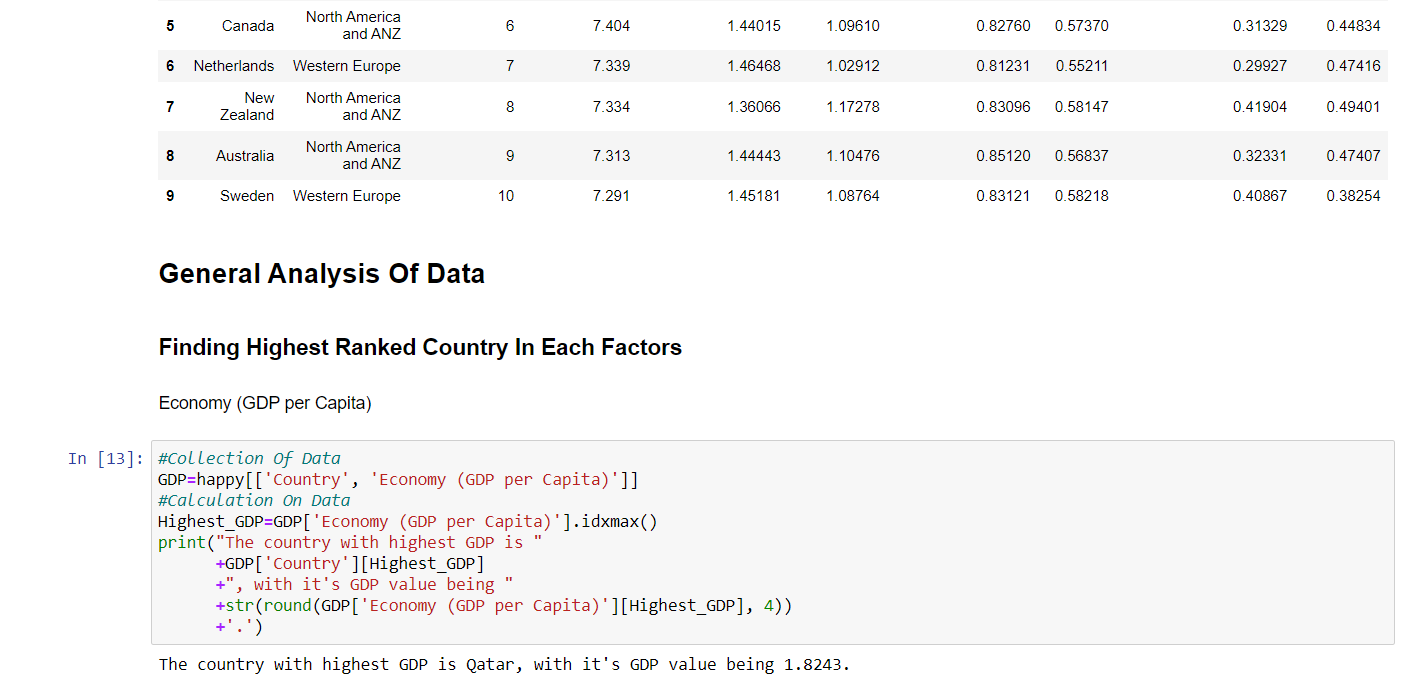 5 Canada North America and ANZ 6 7.404 1.44015 1.09610 0.82760 0.57370 0.31329 0.44834
6 Netherlands Western Europe 7 7.339 1.46468 1.02912 0.81231 0.55211 0.29927 0.47416
7 New Zealand North America and ANZ 8 7.334 1.36066 1.17278 0.83096 0.58147 0.41904 0.49401
8 Australia North America and ANZ 9 7.313 1.44443 1.10476 0.85120 0.56837 0.32331 0.47407
9 Sweden Western Europe 10 7.291 1.45181 1.08764 0.83121 0.58218 0.40867 0.38254
General Analysis Of Data
Finding Highest Ranked Country In Each Factors
Economy (GDP per Capita)
In [13]: #Collection Of Data
GDP=happy[['Country', 'Economy (GDP per Capita)']]
#Calculation On Data
Highest_GDP=GDP['Economy (GDP per Capita)'].idxmax()
print("The country with highest GDP is "
+GDP['Country'][Highest_GDP]
+", with it's GDP value being "
+str(round(GDP['Economy (GDP per Capita)'][Highest_GDP], 4))
+'.')
The country with highest GDP is Qatar, with it's GDP value being 1.8243.